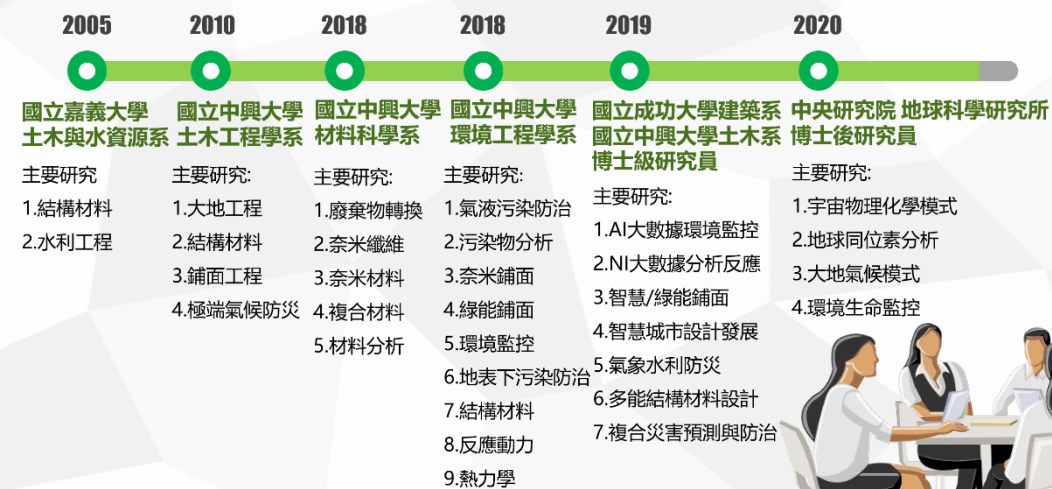 2005
國立嘉義大學
土木與水資源系
主要研究
1.結構材料
2.水利工程
2010
國立中興大學
土木工程學系
主要研究:
1.大地工程
2.結構材料
3.鋪面工程
4.極端氣候防災
2018
國立中興大學
材料科學系
主要研究:
1.廢棄物轉換
2.奈米纖維
3.奈米材料
4.複合材料
5.材料分析
2018
國立中興大學
環境工程學系
主要研究:
1.氣液污染防治
2.污染物分析
3.奈米鋪面
4.綠能鋪面
5.環境監控
6.地表下污染防治
7.結構材料
8.反應動力
9.熱力學
2019
國立成功大學建築系
國立中興大學土木系
博士級研究員
主要研究:
1.AI大數據環境監控
2.NI大數據分析反應
3.智慧/綠能鋪面
4.智慧城市設計發展
5.氣象水利防災
6.多能結構材料設計
7.複合災害預測與防治
2020
中央研究院 地球科學研究所
博士後研究員
主要研究:
1.宇宙物理化學模式
2.地球同位素分析
3.大地氣候模式
4.環境生命監控